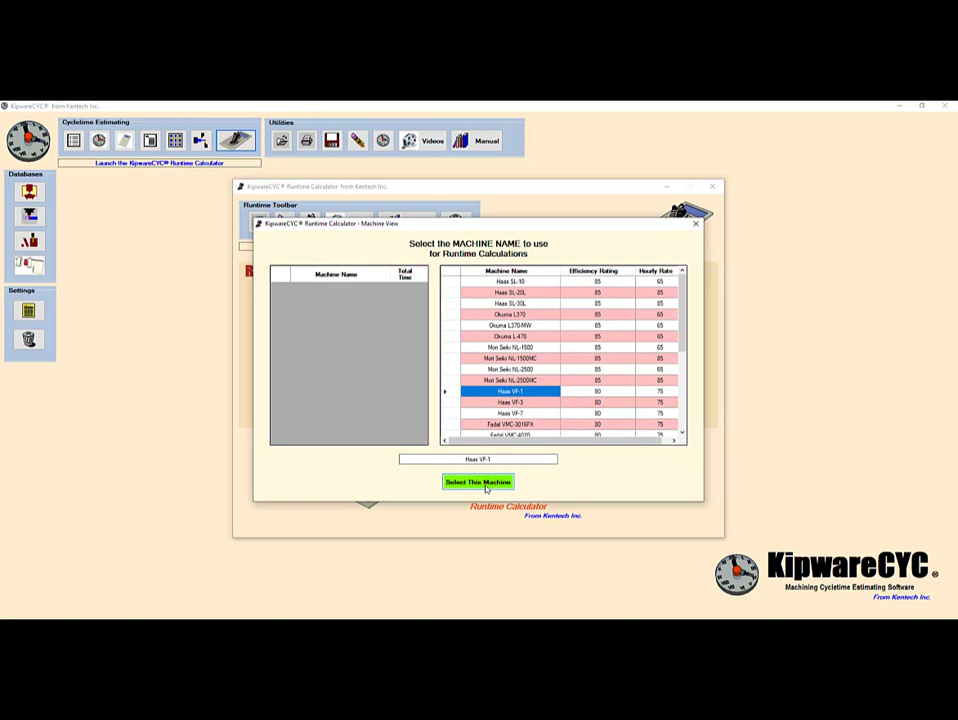 KipwareCYC® from Kentech Inc.
Cycletime Estimating
Utilities
Videos
Manual
Launch the KipwareCYC® Runtime Calculator
Databases
Settings
KipwareCYC® Runtime Calculator from Kentech Inc.
Runtime Toolbar
KipwareCYC® Runtime Calculator - Machine View
Select the MACHINE NAME to use
for Runtime Calculations
Machine Name Total Time
Machine Name Efficiency Rating Hourly Rate
Haas SL-10 85 65
Haas SL-20L 85 85
Haas SL-30L 85 65
Okuma L370 85 65
Okuma L370-MW 85 65
Okuma L-470 85 65
Mori Seiki NL-1500 85 65
Mori Seiki NL-1500MC 85 85
Mori Seiki NL-2500 85 65
Mori Seiki NL-2500MC 85 85
Haas VF-1 80 75
Haas VF-3 80 75
Haas VF-7 80 75
Fadal VMC-3016FX 80 75
Fadal VMC-4020 80 75
Haas VF-1
Select This Machine
Runtime Calculator
From Kentech Inc.
KipwareCYC®
Machining Cycletime Estimating Software
From Kentech Inc.